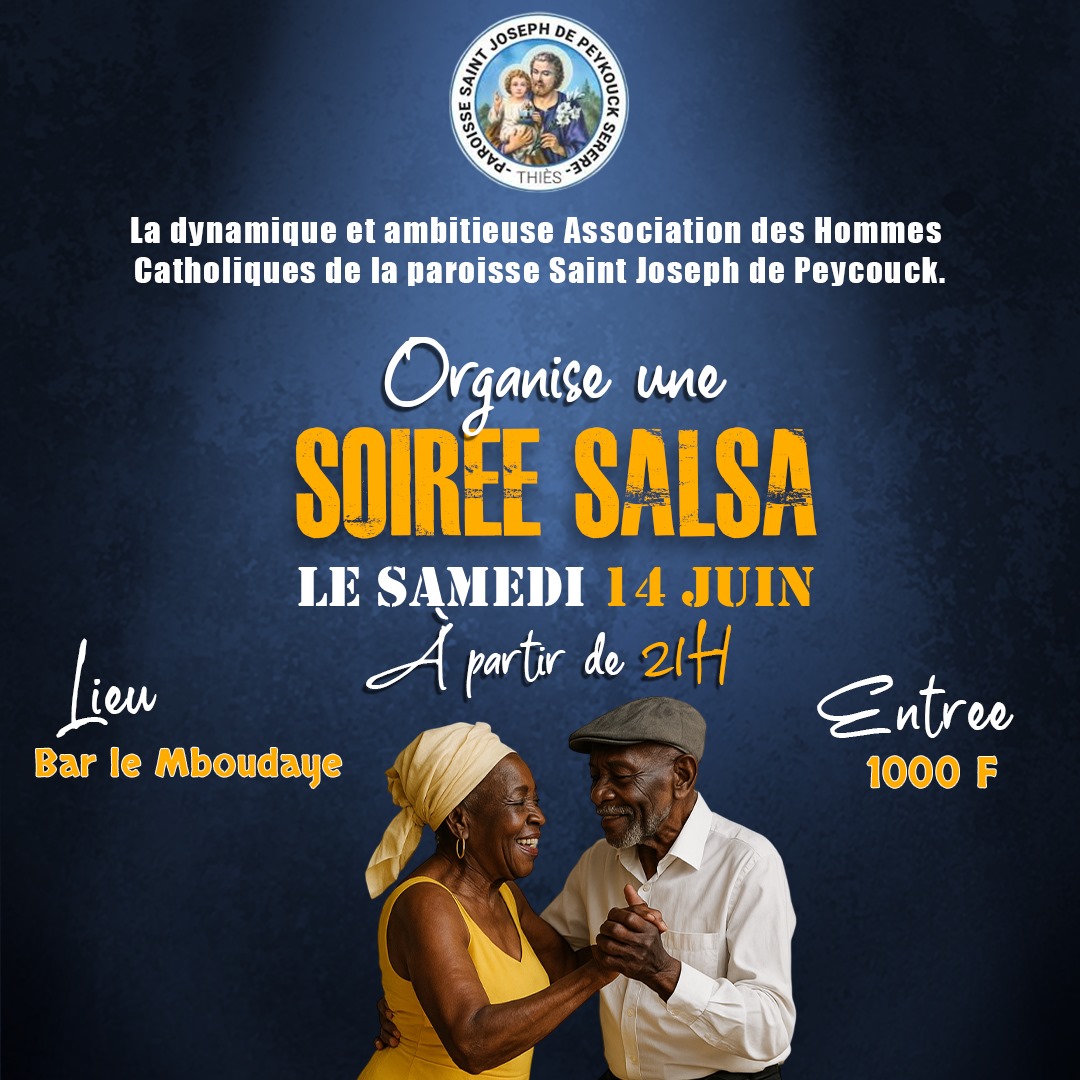 PAROISSE SAINT JOSEPH DE PEYKOUCK SERERE
- THIÈS -
La dynamique et ambitieuse Association des Hommes
Catholiques de la paroisse Saint Joseph de Peycouck.
Organise une
SOIREE SALSA
LE SAMEDI 14 JUIN
À partir de 21H
Lieu
Bar le Mboudaye
Entree
1000 F